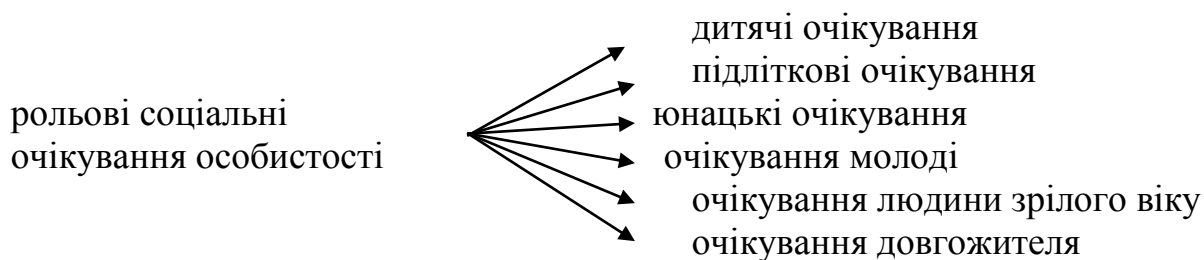 рольові соціальні
очікування особистості
дитячі очікування
підліткові очікування
юнацькі очікування
очікування молоді
очікування людини зрілого віку
очікування довгожителя